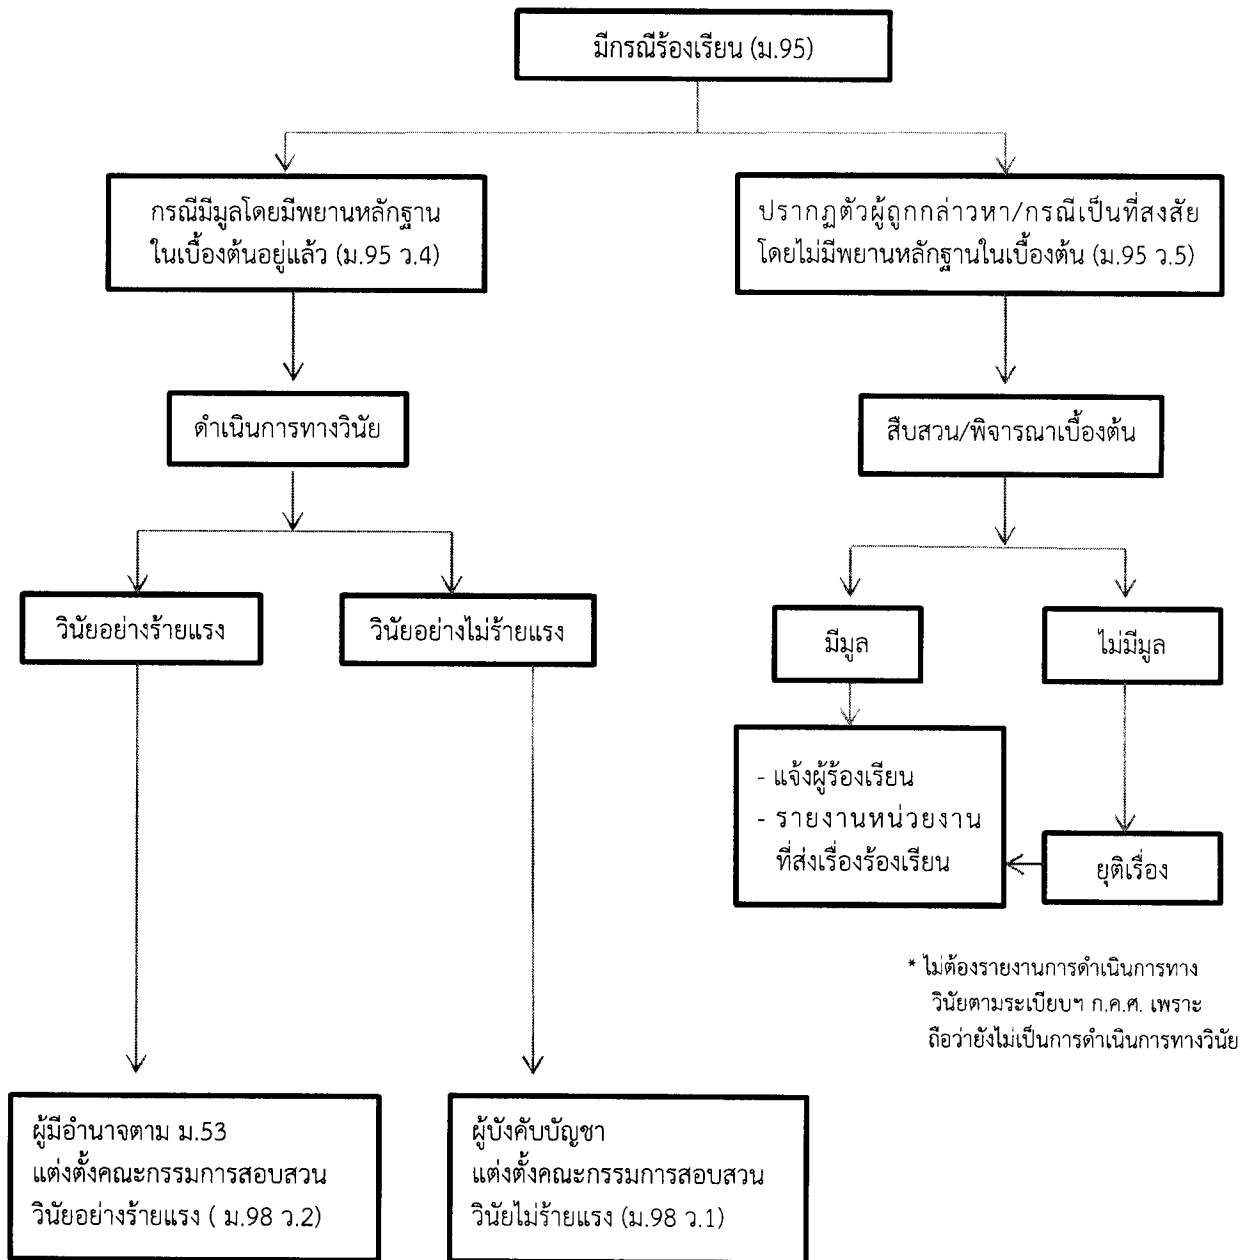 มีกรณีร้องเรียน (ม.95)
กรณีมีมูลโดยมีพยานหลักฐาน
ในเบื้องต้นอยู่แล้ว (ม.95 ว.4)
ปรากฏตัวผู้ถูกกล่าวหา/กรณีเป็นที่สงสัย
โดยไม่มีพยานหลักฐานในเบื้องต้น (ม.95 ว.5)
ดำเนินการทางวินัย
สืบสวน/พิจารณาเบื้องต้น
วินัยอย่างร้ายแรง
วินัยอย่างไม่ร้ายแรง
มีมูล
ไม่มีมูล
- แจ้งผู้ร้องเรียน
- รายงานหน่วยงาน
ที่ส่งเรื่องร้องเรียน
ยุติเรื่อง
* ไม่ต้องรายงานการดำเนินการทาง
วินัยตามระเบียบฯ ก.ค.ศ. เพราะ
ถือว่ายังไม่เป็นการดำเนินการทางวินัย
ผู้มีอำนาจตาม ม.53
แต่งตั้งคณะกรรมการสอบสวน
วินัยอย่างร้ายแรง ( ม.98 ว.2)
ผู้บังคับบัญชา
แต่งตั้งคณะกรรมการสอบสวน
วินัยไม่ร้ายแรง (ม.98 ว.1)